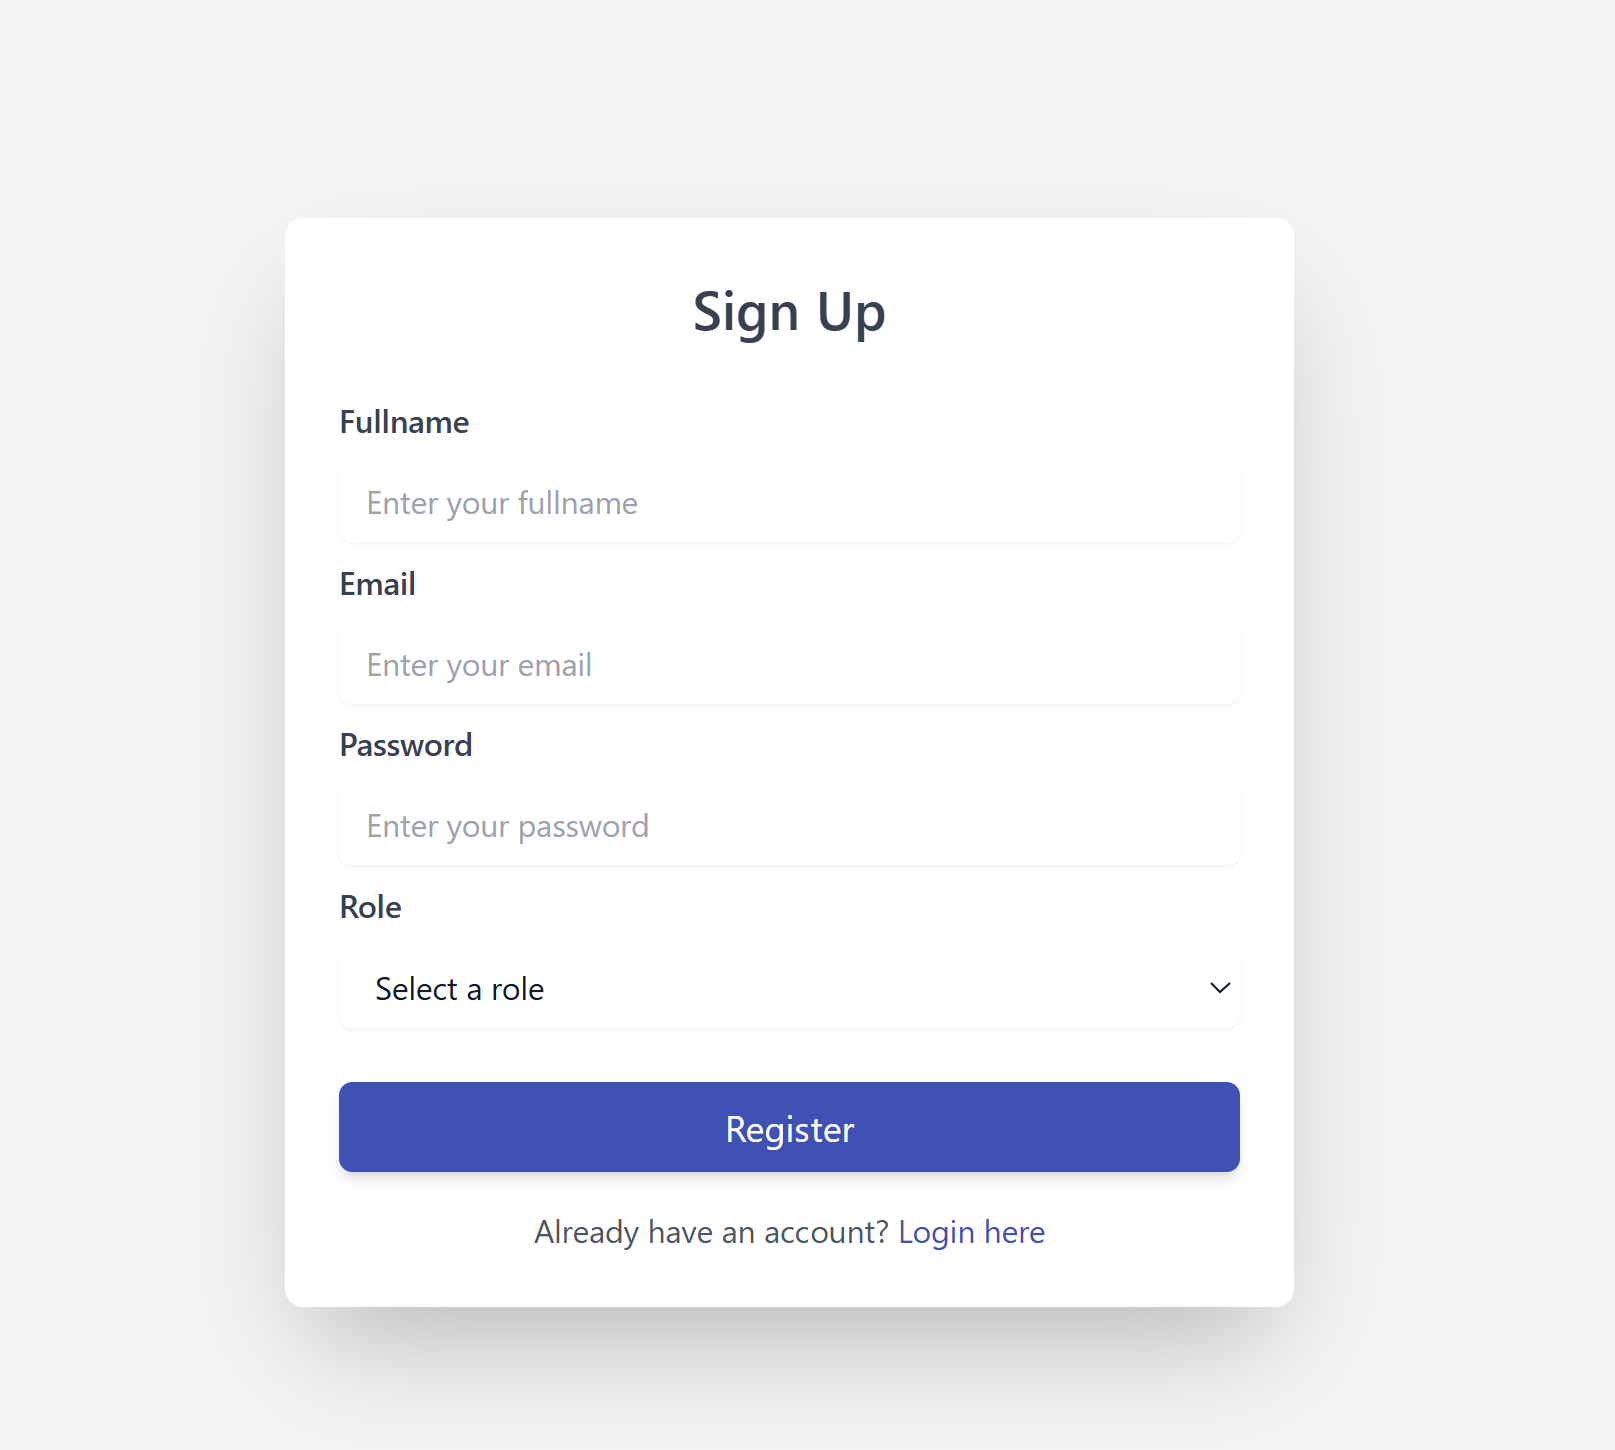 Sign Up
Fullname
Enter your fullname
Email
Enter your email
Password
Enter your password
Role
Select a role
Register
Already have an account? Login here